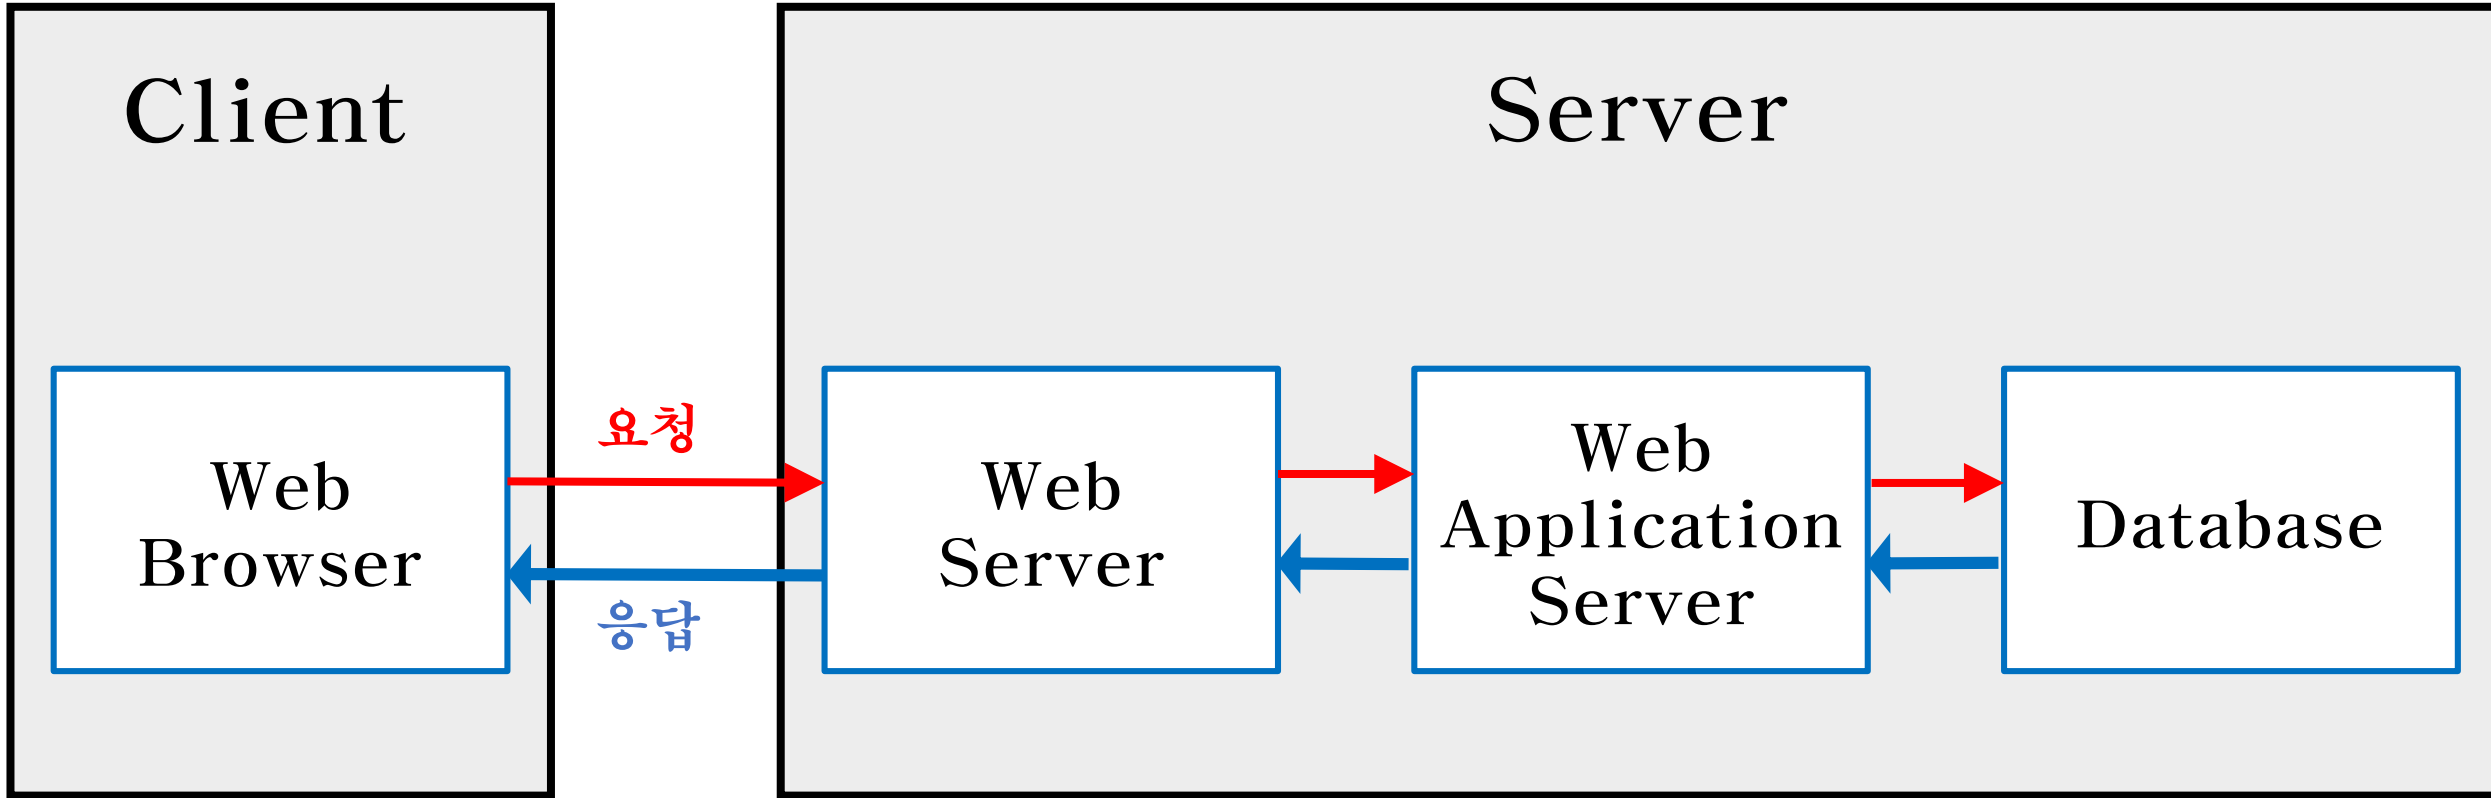 Client
Server
요청
Web
Browser
Web
Server
Web
Application
Server
Database
응답